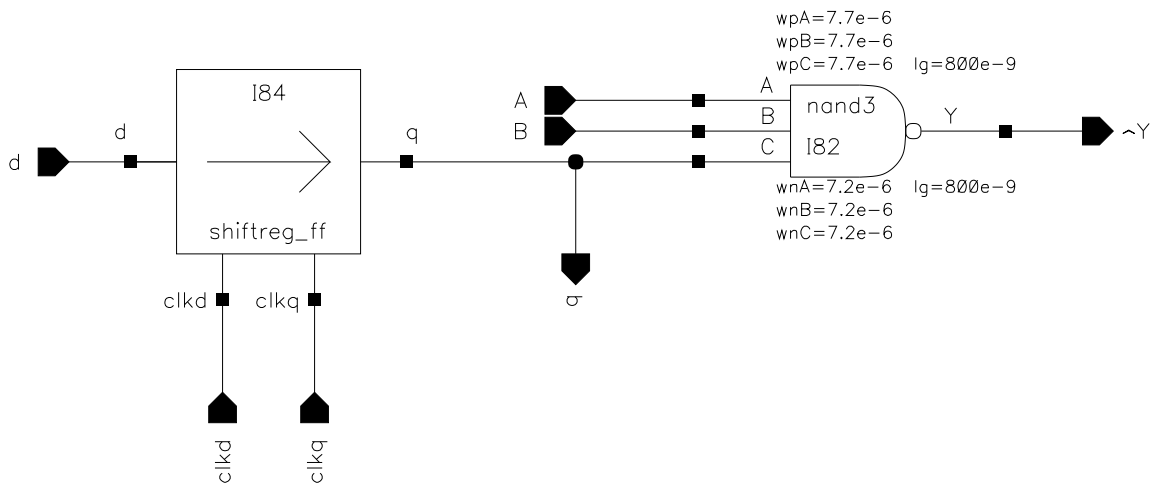 wpA=7.7e-6
wpB=7.7e-6
wpC=7.7e-6 lg=800e-9
I84
A
A
nand3
d
d
q
B
B
Y
^Y
C
I82
shiftreg_ff
wnA=7.2e-6 lg=800e-9
wnB=7.2e-6
wnC=7.2e-6
clkd
clkq
q
clkd
clkq